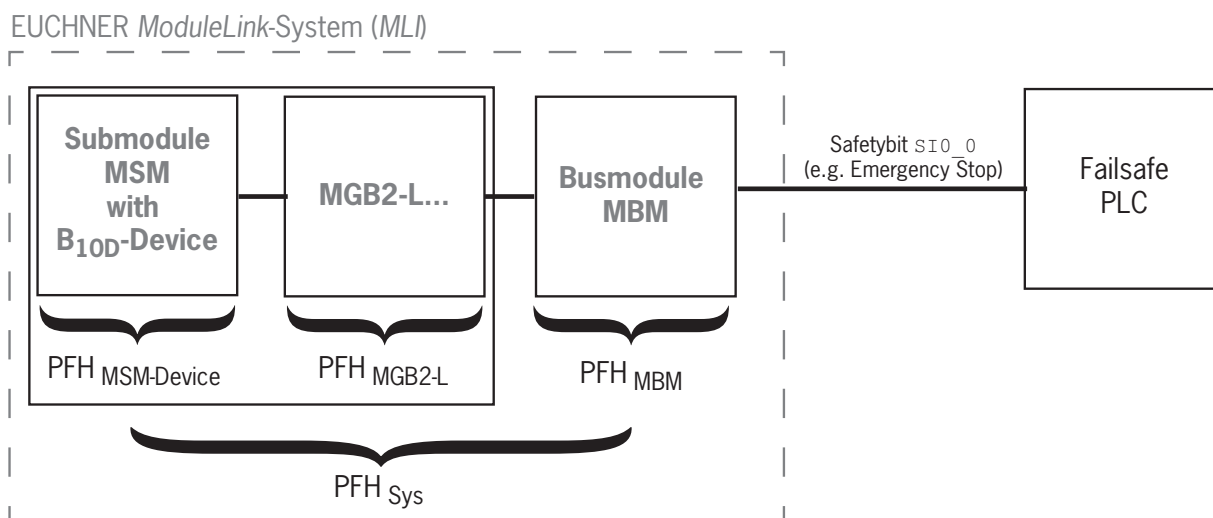 EUCHNER ModuleLink-System (MLI)
Submodule
MSM
with
B10D-Device
MGB2-L...
Busmodule
MBM
Safetybit SI0_0
(e.g. Emergency Stop)
Failsafe
PLC
PFH MSM-Device
PFH MGB2-L
PFH MBM
PFH Sys